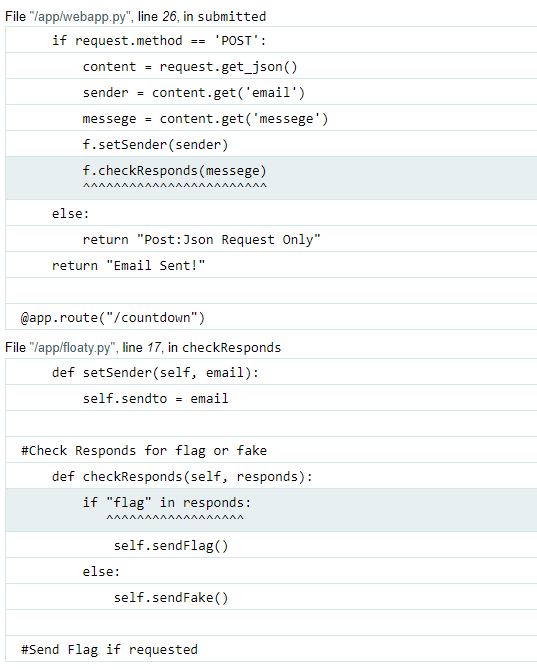 File "/app/webapp.py", line 26, in submitted
    if request.method == 'POST':
        content = request.get_json()
        sender = content.get('email')
        messege = content.get('messege')
        f.setSender(sender)
        f.checkResponds(messege)
        ^^^^^^^^^^^^^^^^^^^^^^^^
    else:
        return "Post:Json Request Only"
    return "Email Sent!"
@app.route("/countdown")
File "/app/floaty.py", line 17, in checkResponds
    def setSender(self, email):
        self.sendto = email
#Check Responds for flag or fake
    def checkResponds(self, responds):
        if "flag" in responds:
           ^^^^^^^^^^^^^^^^^^
            self.sendFlag()
        else:
            self.sendFake()
#Send Flag if requested